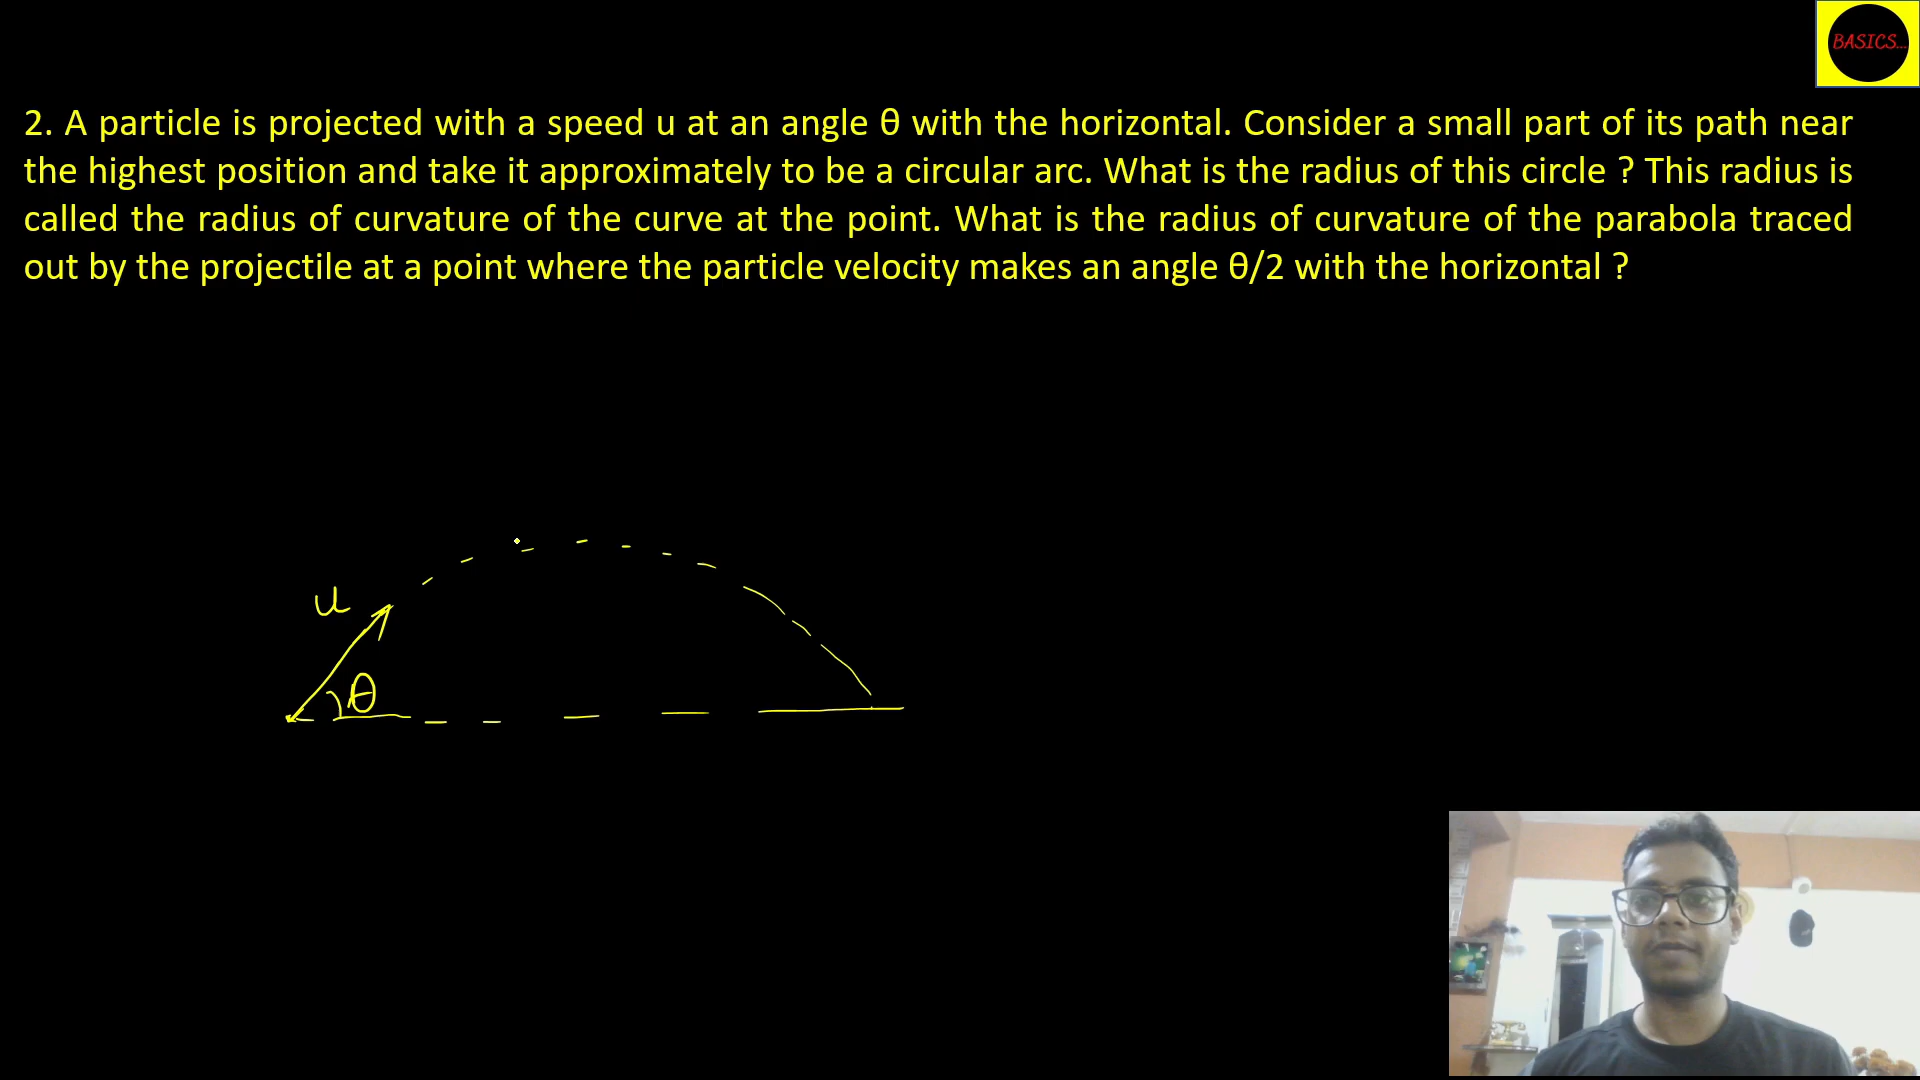 BASICS...
2. A particle is projected with a speed u at an angle θ with the horizontal. Consider a small part of its path near
the highest position and take it approximately to be a circular arc. What is the radius of this circle ? This radius is
called the radius of curvature of the curve at the point. What is the radius of curvature of the parabola traced
out by the projectile at a point where the particle velocity makes an angle θ/2 with the horizontal ?
u
θ